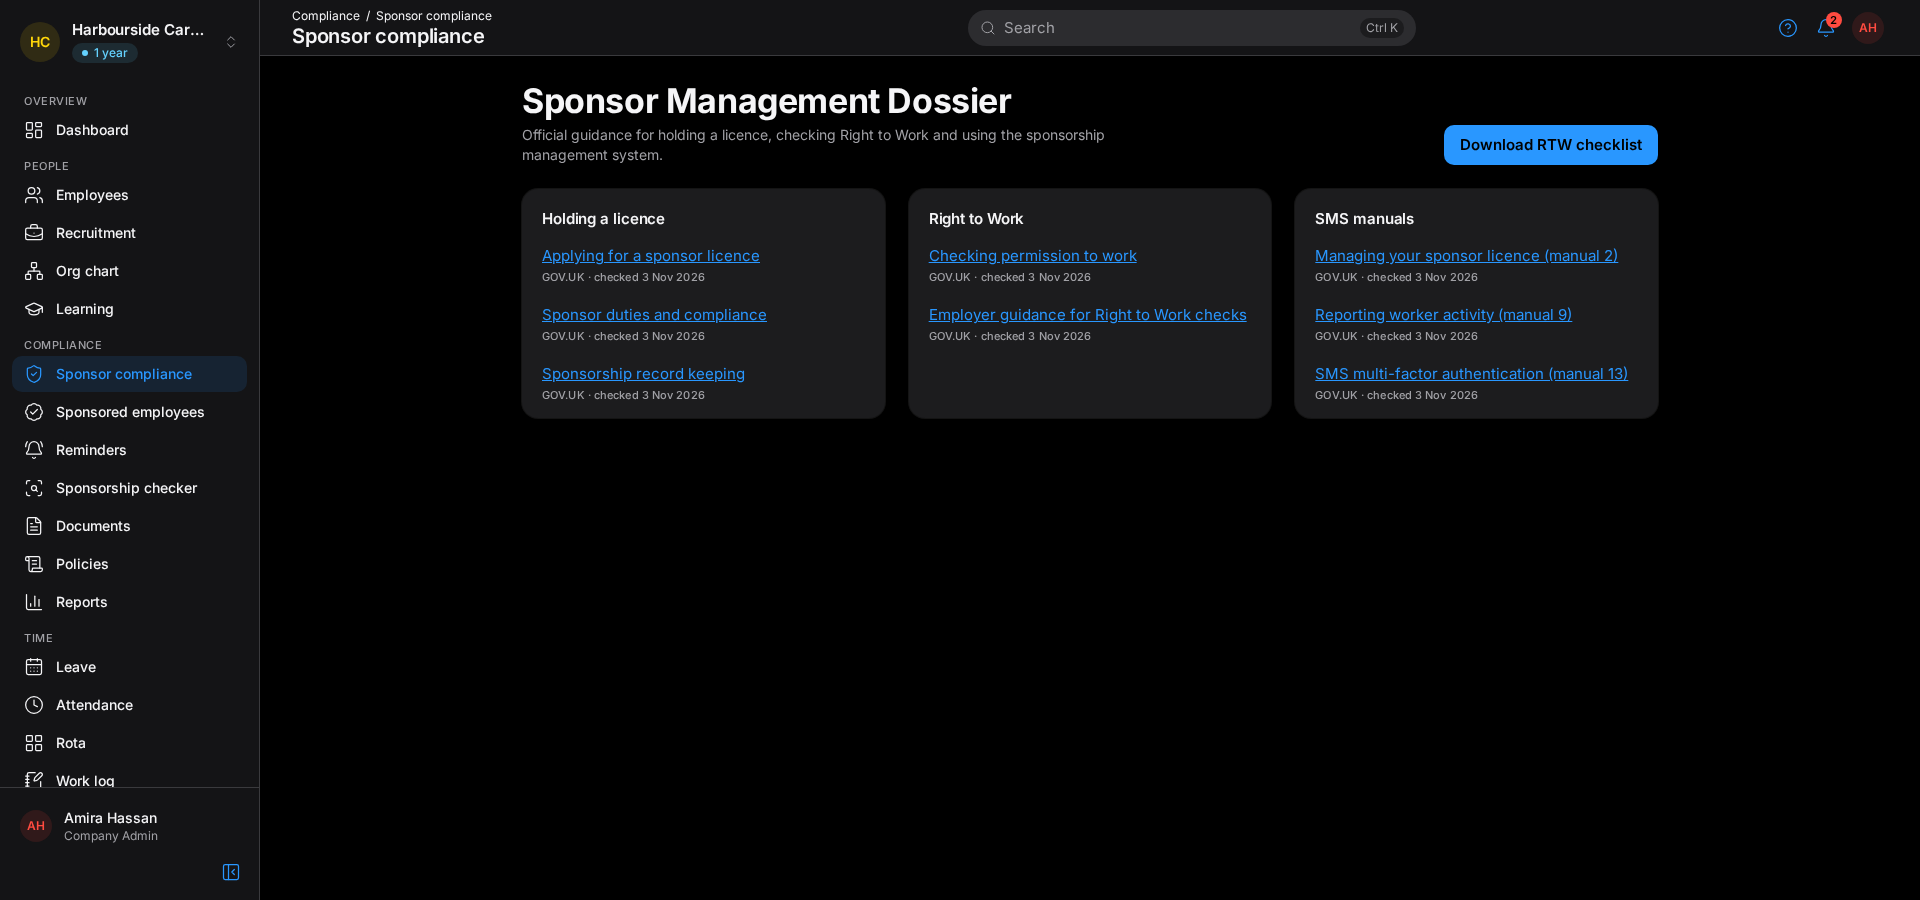 HC
Harbourside Car...
1 year
OVERVIEW
Dashboard
PEOPLE
Employees
Recruitment
Org chart
Learning
COMPLIANCE
Sponsor compliance
Sponsored employees
Reminders
Sponsorship checker
Documents
Policies
Reports
TIME
Leave
Attendance
Rota
Work log
AH
Amira Hassan
Company Admin
Compliance / Sponsor compliance
Sponsor compliance
Search
Ctrl K
2
AH
Sponsor Management Dossier
Official guidance for holding a licence, checking Right to Work and using the sponsorship
management system.
Download RTW checklist
Holding a licence
Applying for a sponsor licence
GOV.UK · checked 3 Nov 2026
Sponsor duties and compliance
GOV.UK · checked 3 Nov 2026
Sponsorship record keeping
GOV.UK · checked 3 Nov 2026
Right to Work
Checking permission to work
GOV.UK · checked 3 Nov 2026
Employer guidance for Right to Work checks
GOV.UK · checked 3 Nov 2026
SMS manuals
Managing your sponsor licence (manual 2)
GOV.UK · checked 3 Nov 2026
Reporting worker activity (manual 9)
GOV.UK · checked 3 Nov 2026
SMS multi-factor authentication (manual 13)
GOV.UK · checked 3 Nov 2026